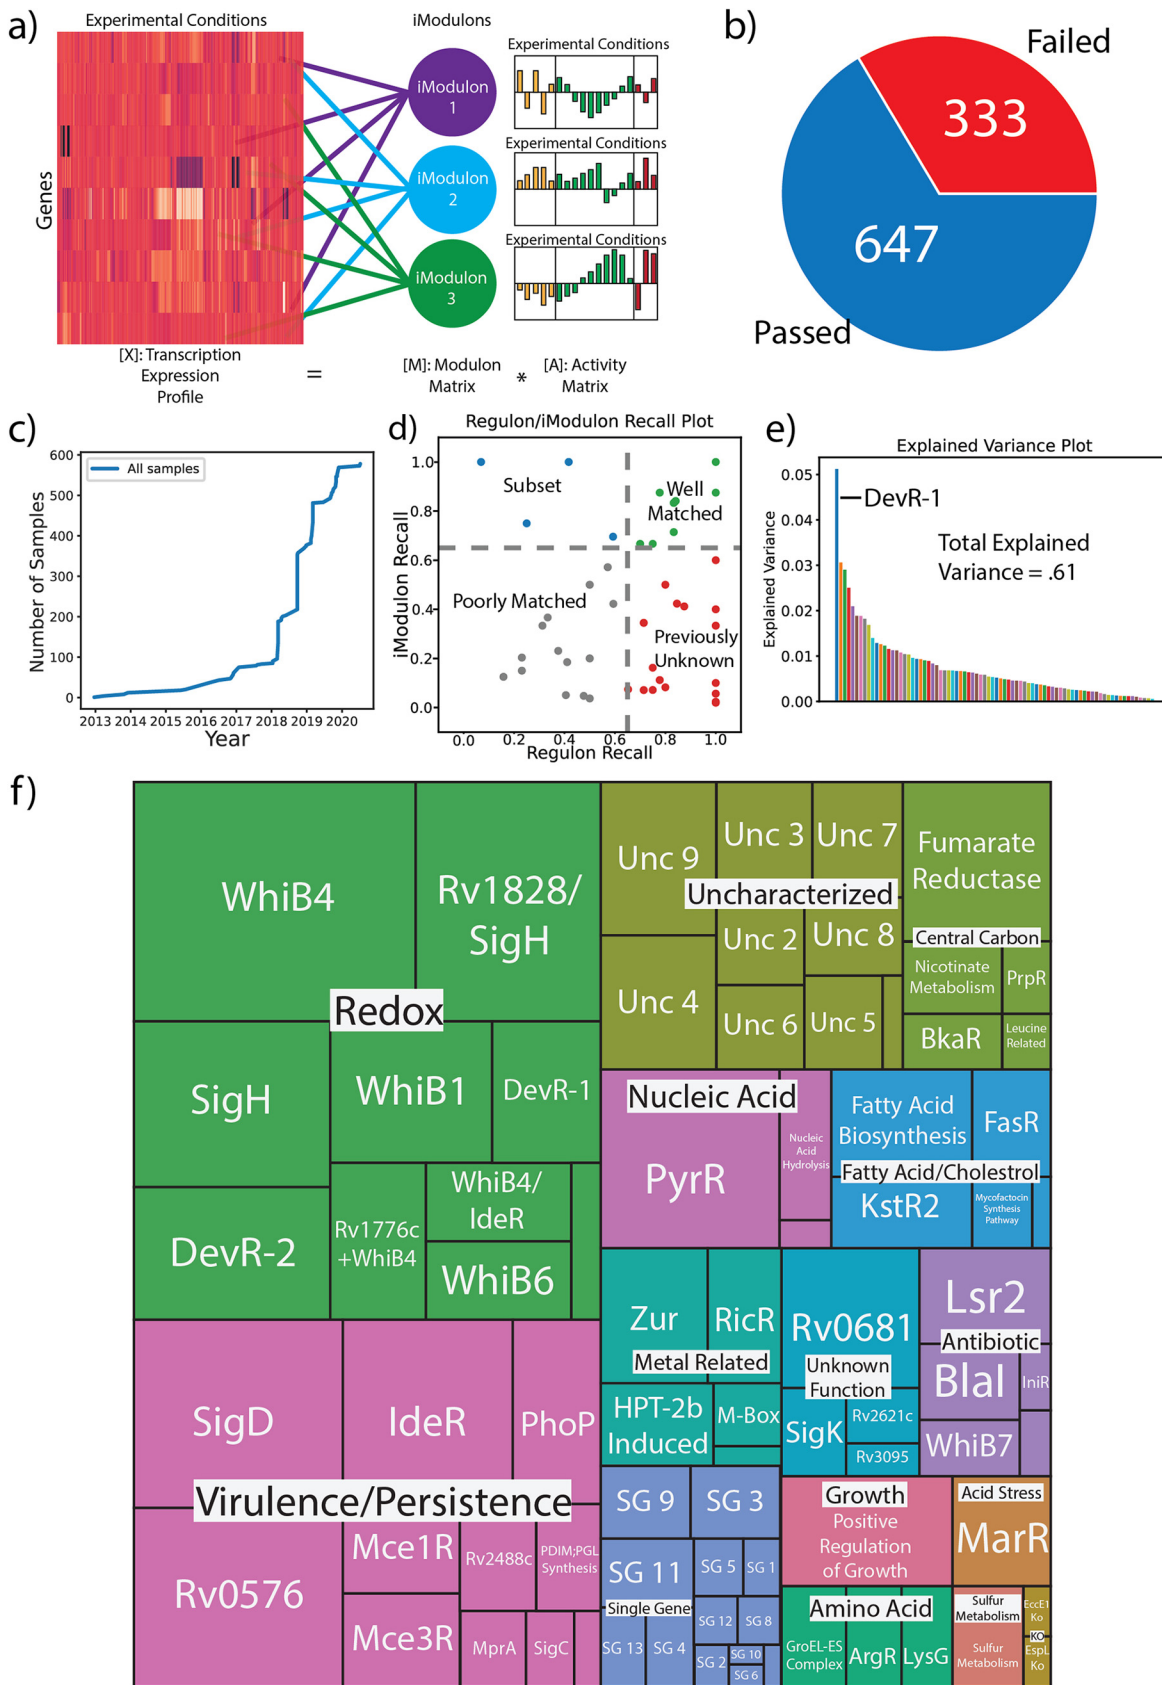 a)
Experimental Conditions
iModulons
Genes
iModulon
1
iModulon
2
iModulon
3
Experimental Conditions
Experimental Conditions
Experimental Conditions
[X]: Transcription
Expression
Profile
=
[M]: Modulon
Matrix
*
[A]: Activity
Matrix
b)
Failed
333
647
Passed
c)
Number of Samples
600
500
400
300
200
100
0
All samples
2013 2014 2015 2016 2017 2018 2019 2020
Year
d)
Regulon/iModulon Recall Plot
iModulon Recall
1.0
0.8
0.6
0.4
0.2
0.0
Subset
Well
Matched
Poorly Matched
Previously
Unknown
0.0 0.2 0.4 0.6 0.8 1.0
Regulon Recall
e)
Explained Variance Plot
Explained Variance
0.05
0.04
0.03
0.02
0.01
0.00
DevR-1
Total Explained
Variance = .61
f)
WhiB4
Rv1828/
SigH
Redox
SigH
WhiB1
DevR-1
DevR-2
Rv1776c
+WhiB4
WhiB4/
IdeR
WhiB6
Unc 9
Unc 3
Unc 7
Uncharacterized
Unc 4
Unc 2
Unc 8
Unc 6
Unc 5
Fumarate
Reductase
Central Carbon
Nicotinate
Metabolism
PrpR
BkaR
Leucine
Related
Nucleic Acid
PyrR
Nucleic
Acid
Hydrolysis
Fatty Acid
Biosynthesis
FasR
Fatty Acid/Cholestrol
KstR2
Mycofactocin
Synthesis
Pathway
SigD
IdeR
PhoP
Virulence/Persistence
Rv0576
Mce1R
Rv2488c
PDIM;PGL
Synthesis
Mce3R
MprA
SigC
Zur
RicR
Metal Related
HPT-2b
Induced
M-Box
Rv0681
Unknown
Function
SigK
Rv2621c
Rv3095
Lsr2
Antibiotic
BlaI
IniR
WhiB7
SG 9
SG 3
SG 11
SG 5
SG 1
Single Gene
SG 12
SG 8
SG 13
SG 4
SG 2
SG 10
SG 6
Growth
Positive
Regulation
of Growth
Acid Stress
MarR
Amino Acid
GroEL-ES
Complex
ArgR
LysG
Sulfur
Metabolism
Sulfur
Metabolism
EccE1
Ko
KO
EspL
Ko